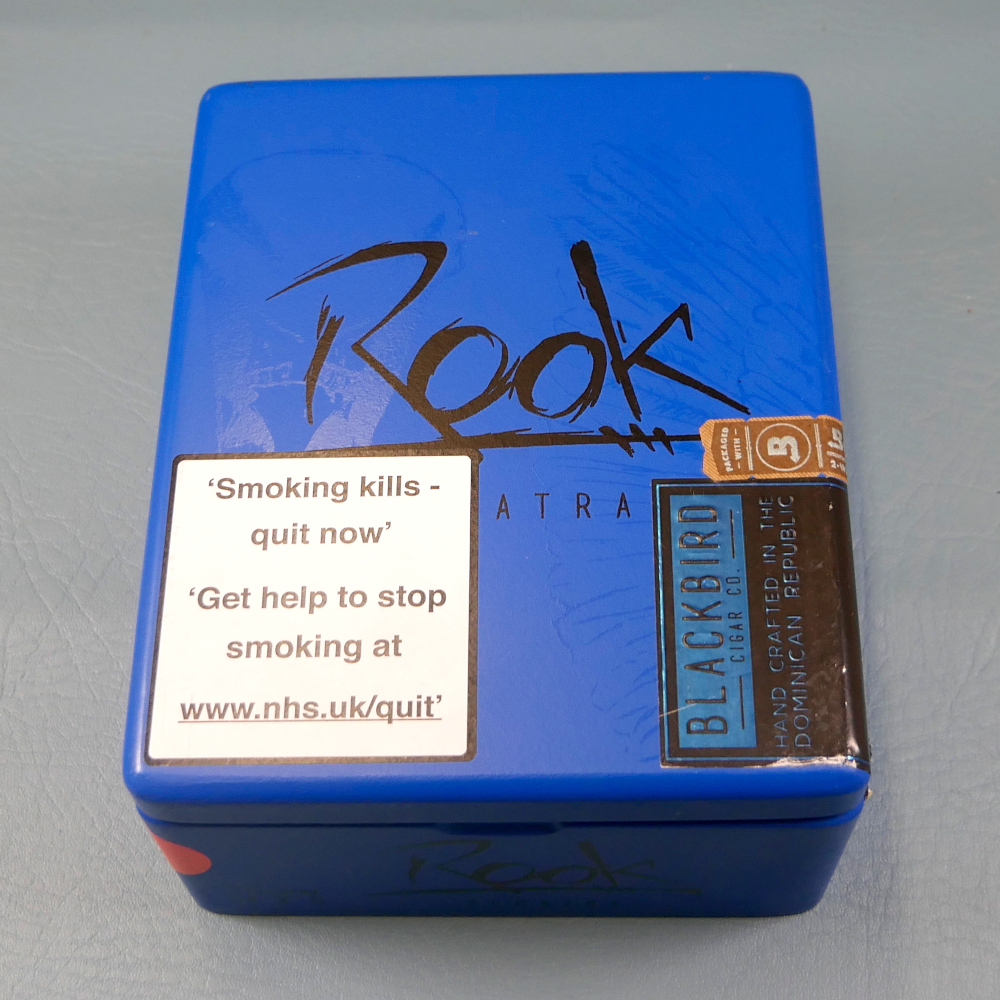 Rook
ATRA
‘Smoking kills -
quit now’
‘Get help to stop
smoking at
www.nhs.uk/quit’
PACKAGED
- WITH -
B
BLACKBIRD
CIGAR CO.
HAND CRAFTED IN THE
DOMINICAN REPUBLIC
Rook